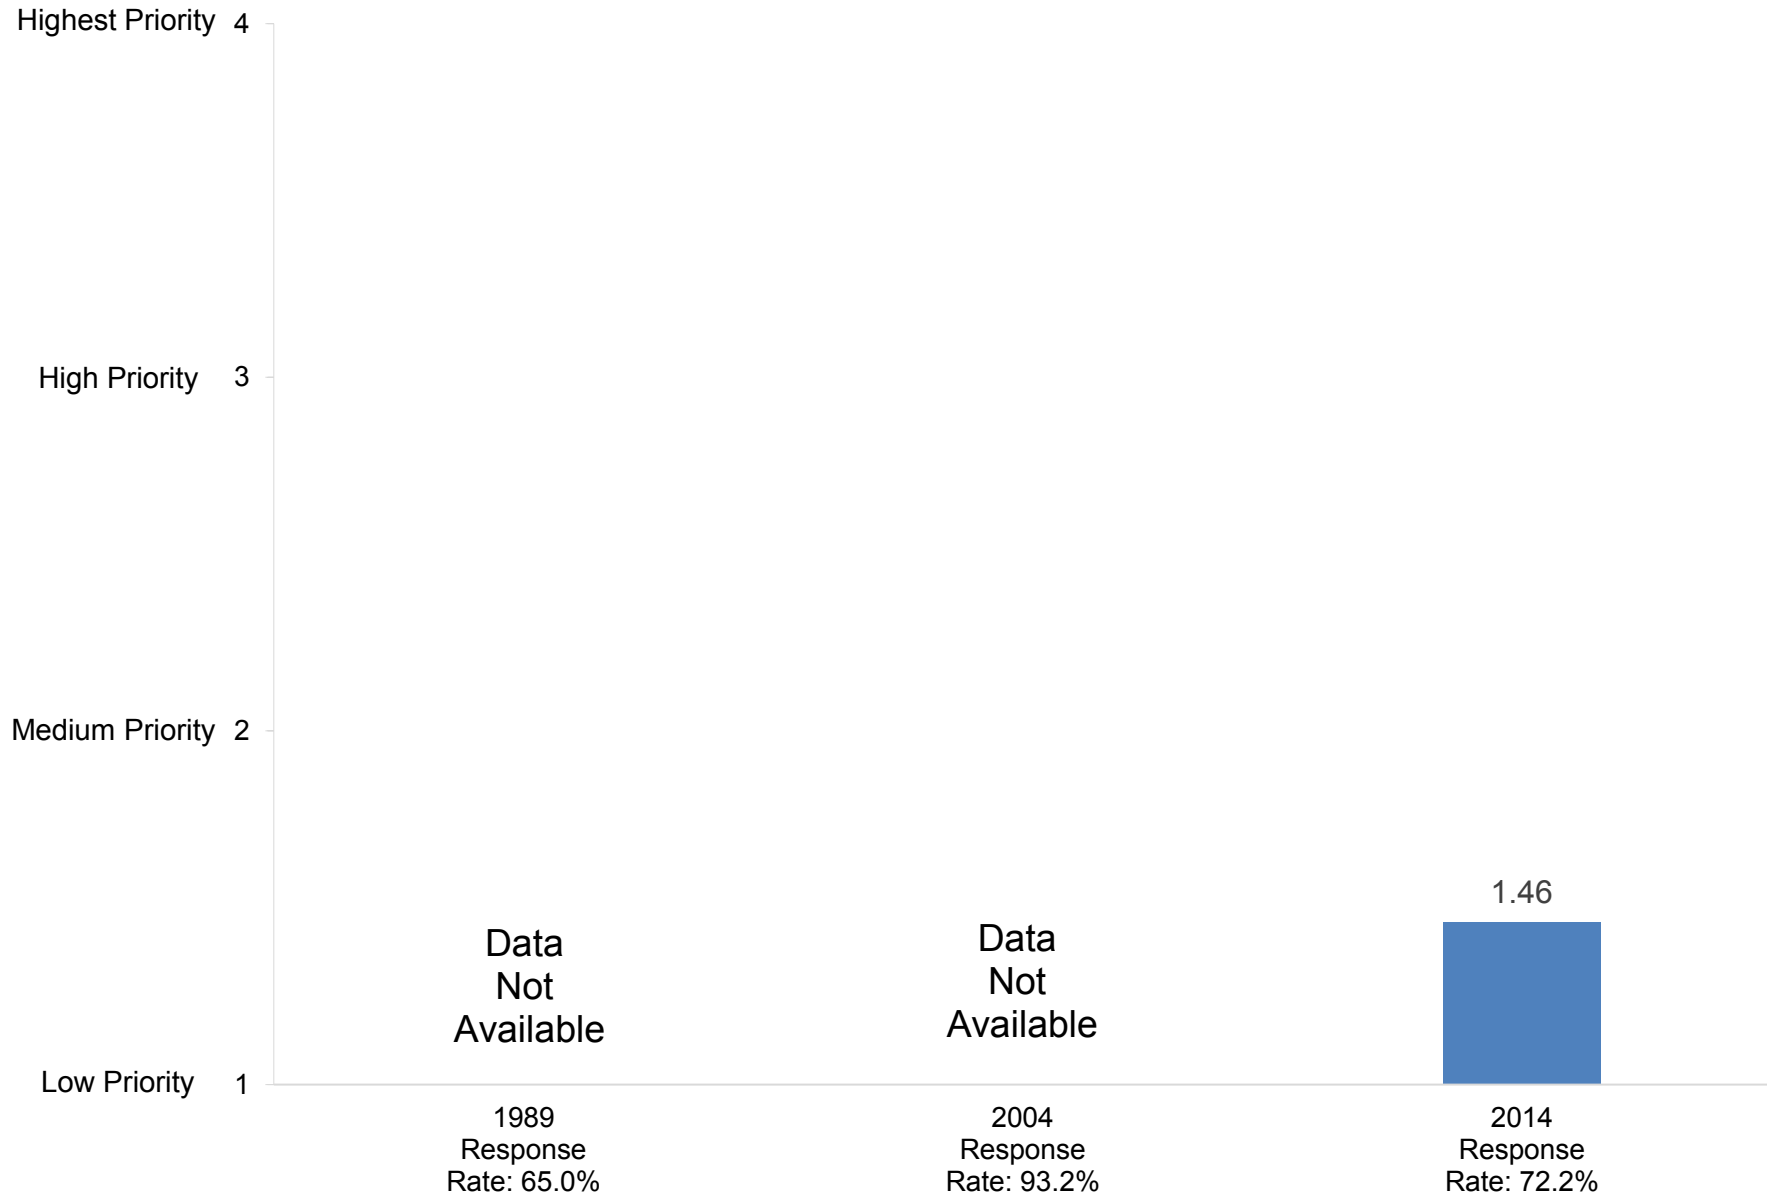 Highest Priority 4
High Priority 3
Medium Priority 2
Low Priority 1
Data
Not
Available
Data
Not
Available
1.46
1989
Response
Rate: 65.0%
2004
Response
Rate: 93.2%
2014
Response
Rate: 72.2%